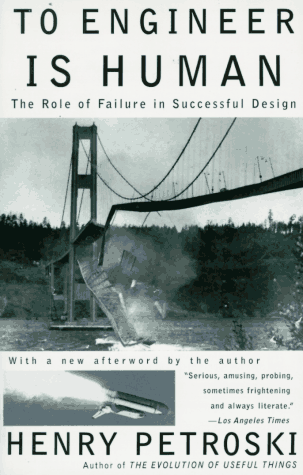 TO ENGINEER
IS HUMAN
The Role of Failure in Successful Design
With a new afterword by the author
"Serious, amusing, probing,
sometimes frightening
and always literate."
—Los Angeles Times
HENRY PETROSKI
Author of THE EVOLUTION OF USEFUL THINGS